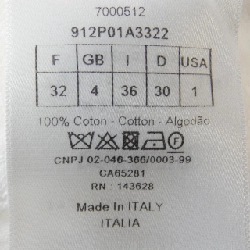 7000512
912P01A3322
F GB I D USA
32 4 36 30 1
100% Coton - Cotton - Algodão
CNPJ 02-046-366/0003-99
CA65281
RN : 143628
Made In ITALY
ITALIA